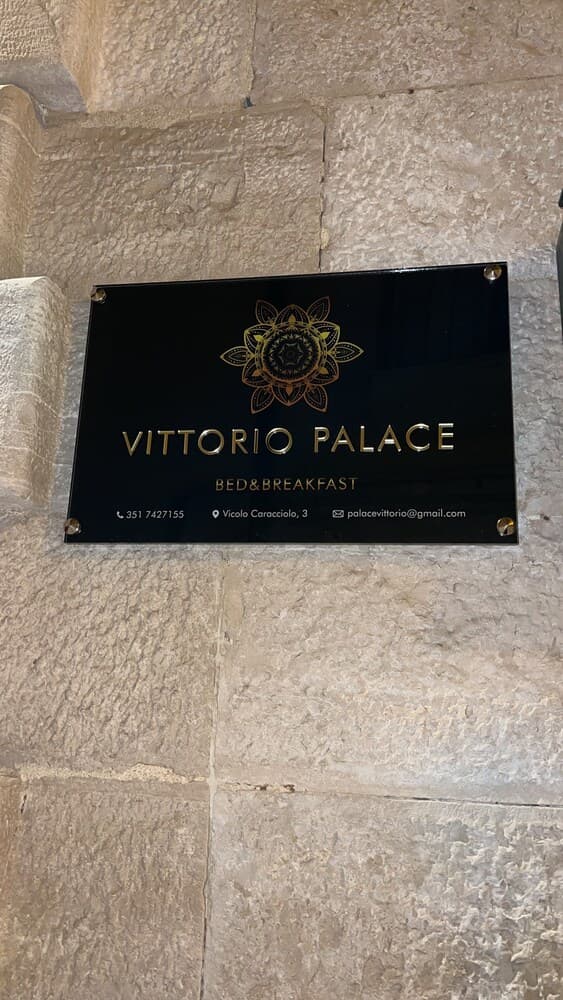 VITTORIO PALACE
BED&BREAKFAST
351 7427155 Vicolo Caracciolo, 3 palacevittorio@gmail.com